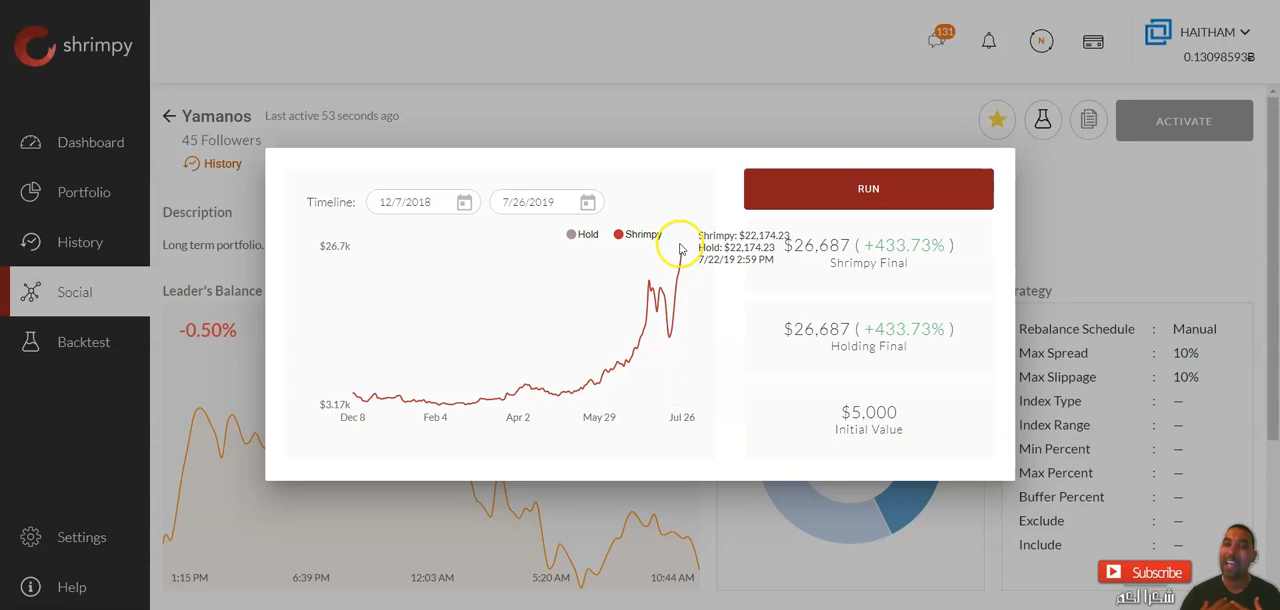 shrimpy
131
N
HAITHAM
0.13098593Ƀ
Dashboard
Portfolio
History
Social
Backtest
Settings
Help
Yamanos
Last active 53 seconds ago
45 Followers
History
ACTIVATE
Description
Long term portfolio.
Leader's Balance
-0.50%
1:15 PM
6:39 PM
12:03 AM
5:20 AM
10:44 AM
Timeline:
12/7/2018
7/26/2019
Hold
Shrimpy
$26.7k
$3.17k
Dec 8
Feb 4
Apr 2
May 29
Jul 26
Shrimpy: $22,174.23
Hold: $22,174.23
7/22/19 2:59 PM
RUN
$26,687 ( +433.73% )
Shrimpy Final
$26,687 ( +433.73% )
Holding Final
$5,000
Initial Value
rategy
Rebalance Schedule : Manual
Max Spread : 10%
Max Slippage : 10%
Index Type : —
Index Range : —
Min Percent : —
Max Percent : —
Buffer Percent : —
Exclude : —
Include : —
Subscribe
شكرا لكم